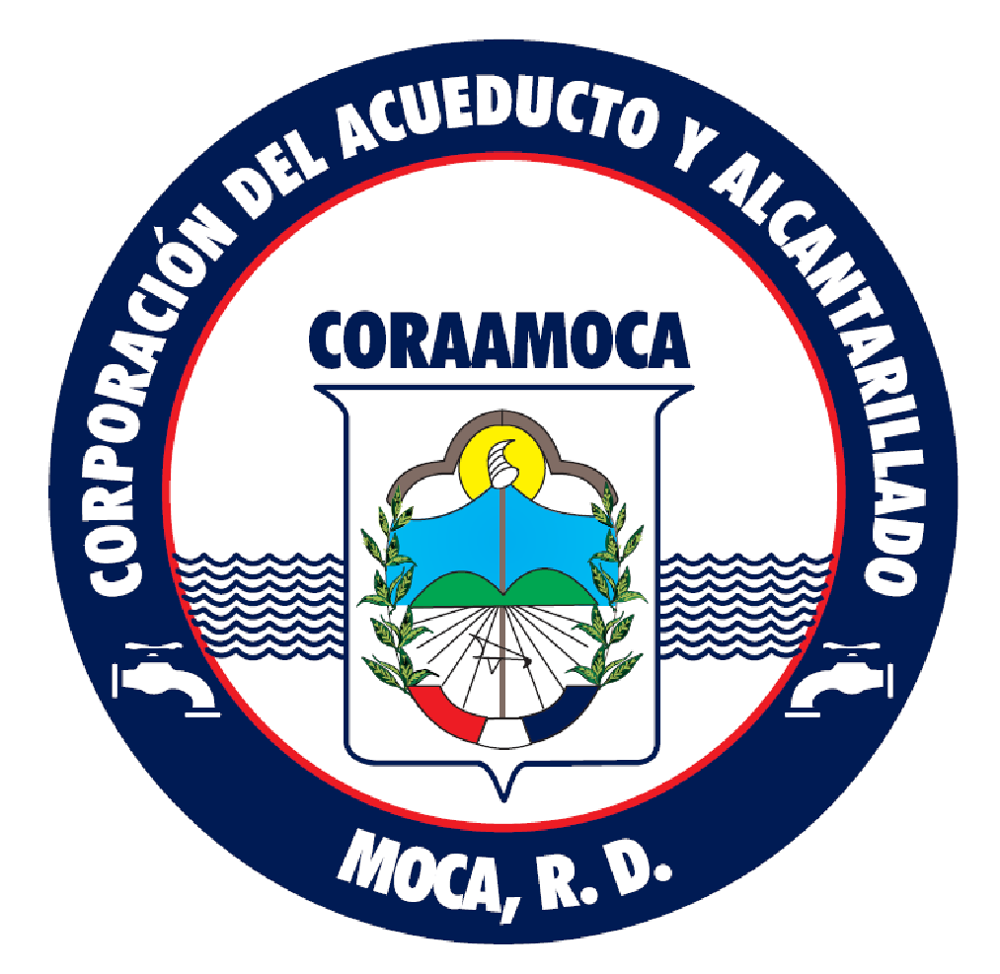 CORPORACIÓN DEL ACUEDUCTO Y ALCANTARILLADO
CORAAMOCA
MOCA, R. D.